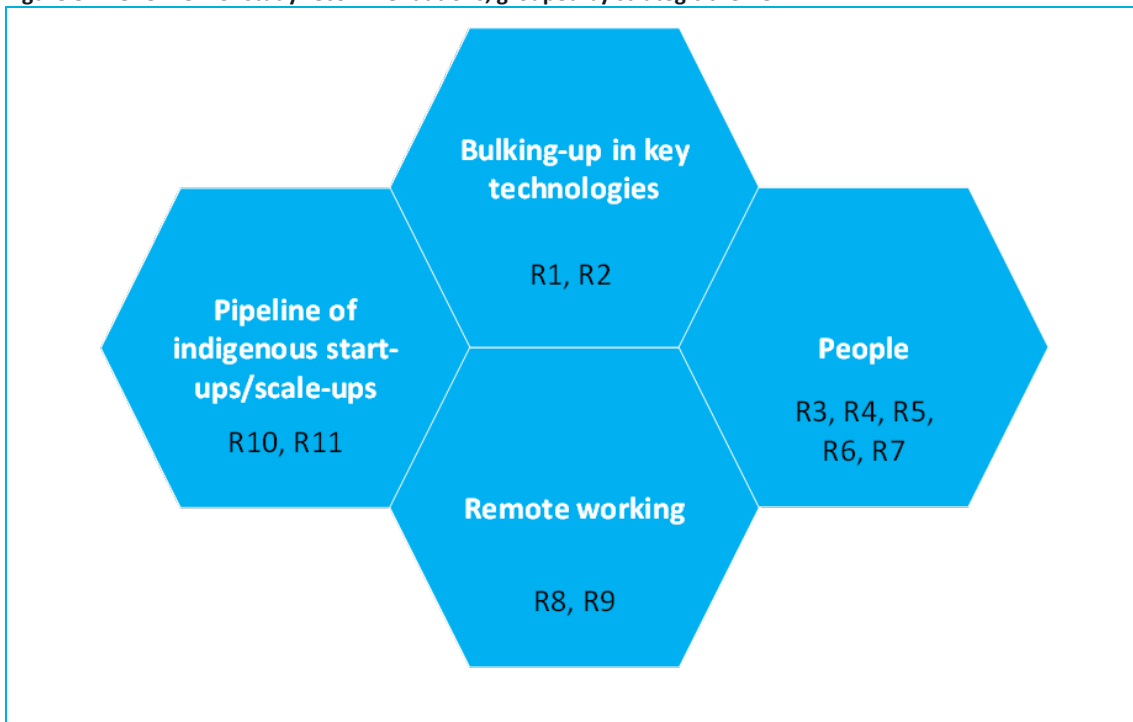 Bulking-up in key
technologies
R1, R2
Pipeline of
indigenous start-
ups/scale-ups
R10, R11
People
R3, R4, R5,
R6, R7
Remote working
R8, R9